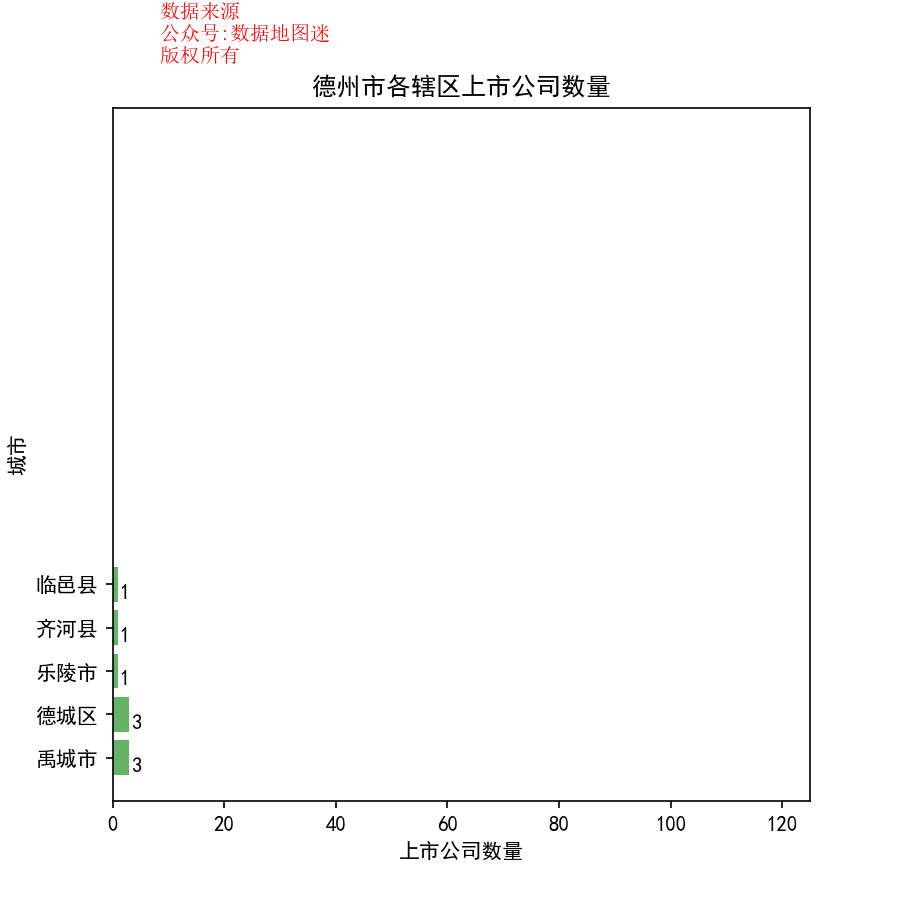 数据来源
公众号:数据地图迷
版权所有
德州市各辖区上市公司数量
城市
临邑县 1
齐河县 1
乐陵市 1
德城区 3
禹城市 3
0 20 40 60 80 100 120
上市公司数量